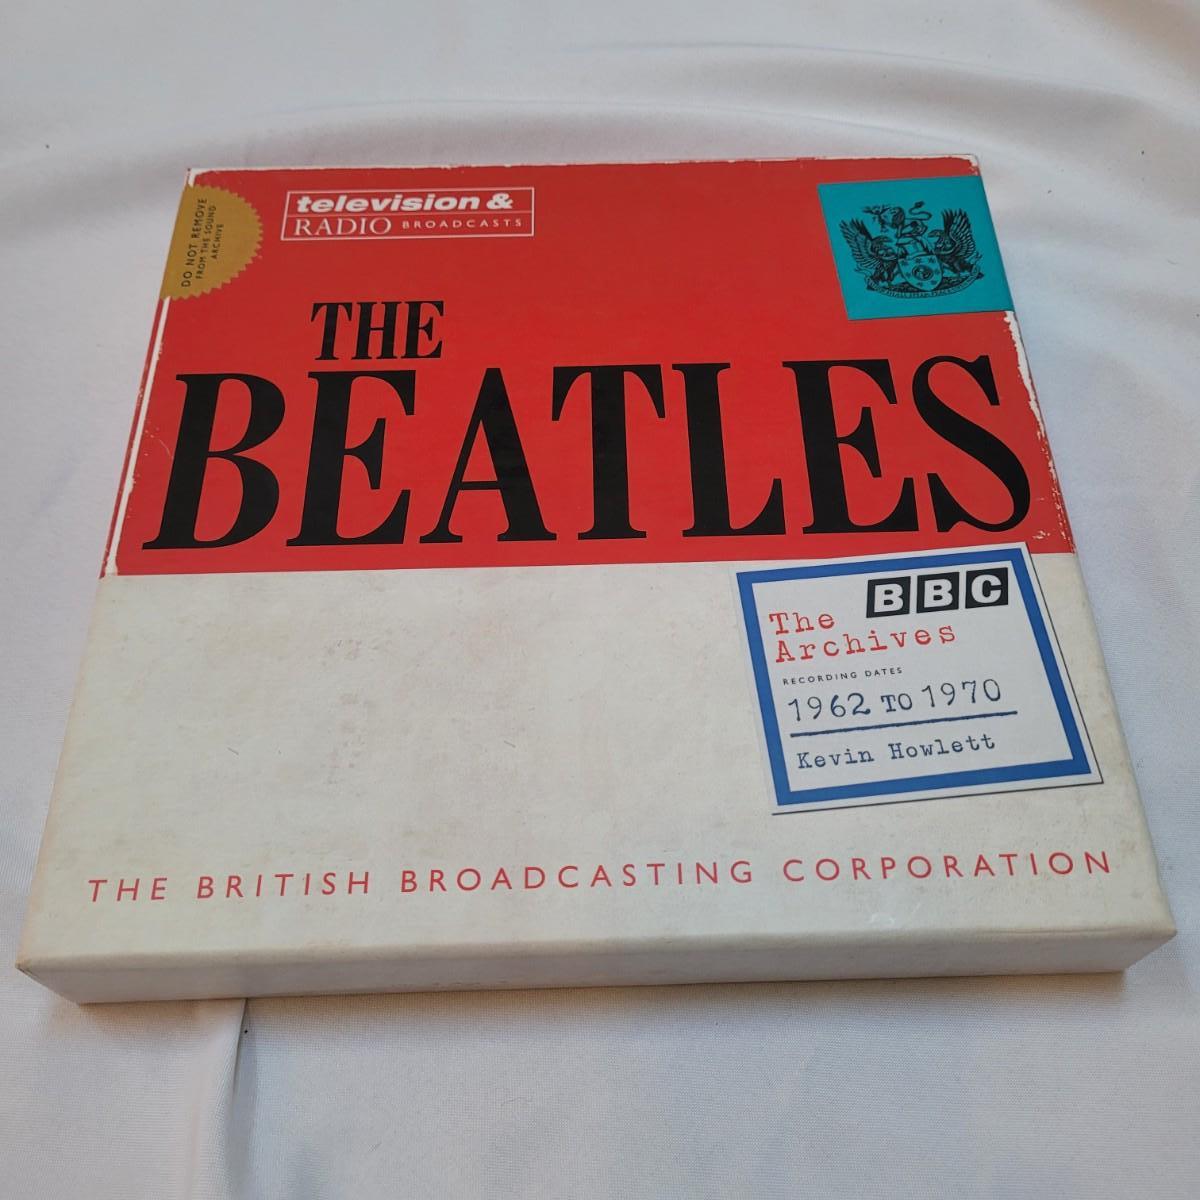 DO NOT REMOVE
FROM THE SOUND
ARCHIVE
television &
RADIO BROADCASTS
THE
BEATLES
BBC
The
Archives
RECORDING DATES
1962 TO 1970
Kevin Howlett
THE BRITISH BROADCASTING CORPORATION